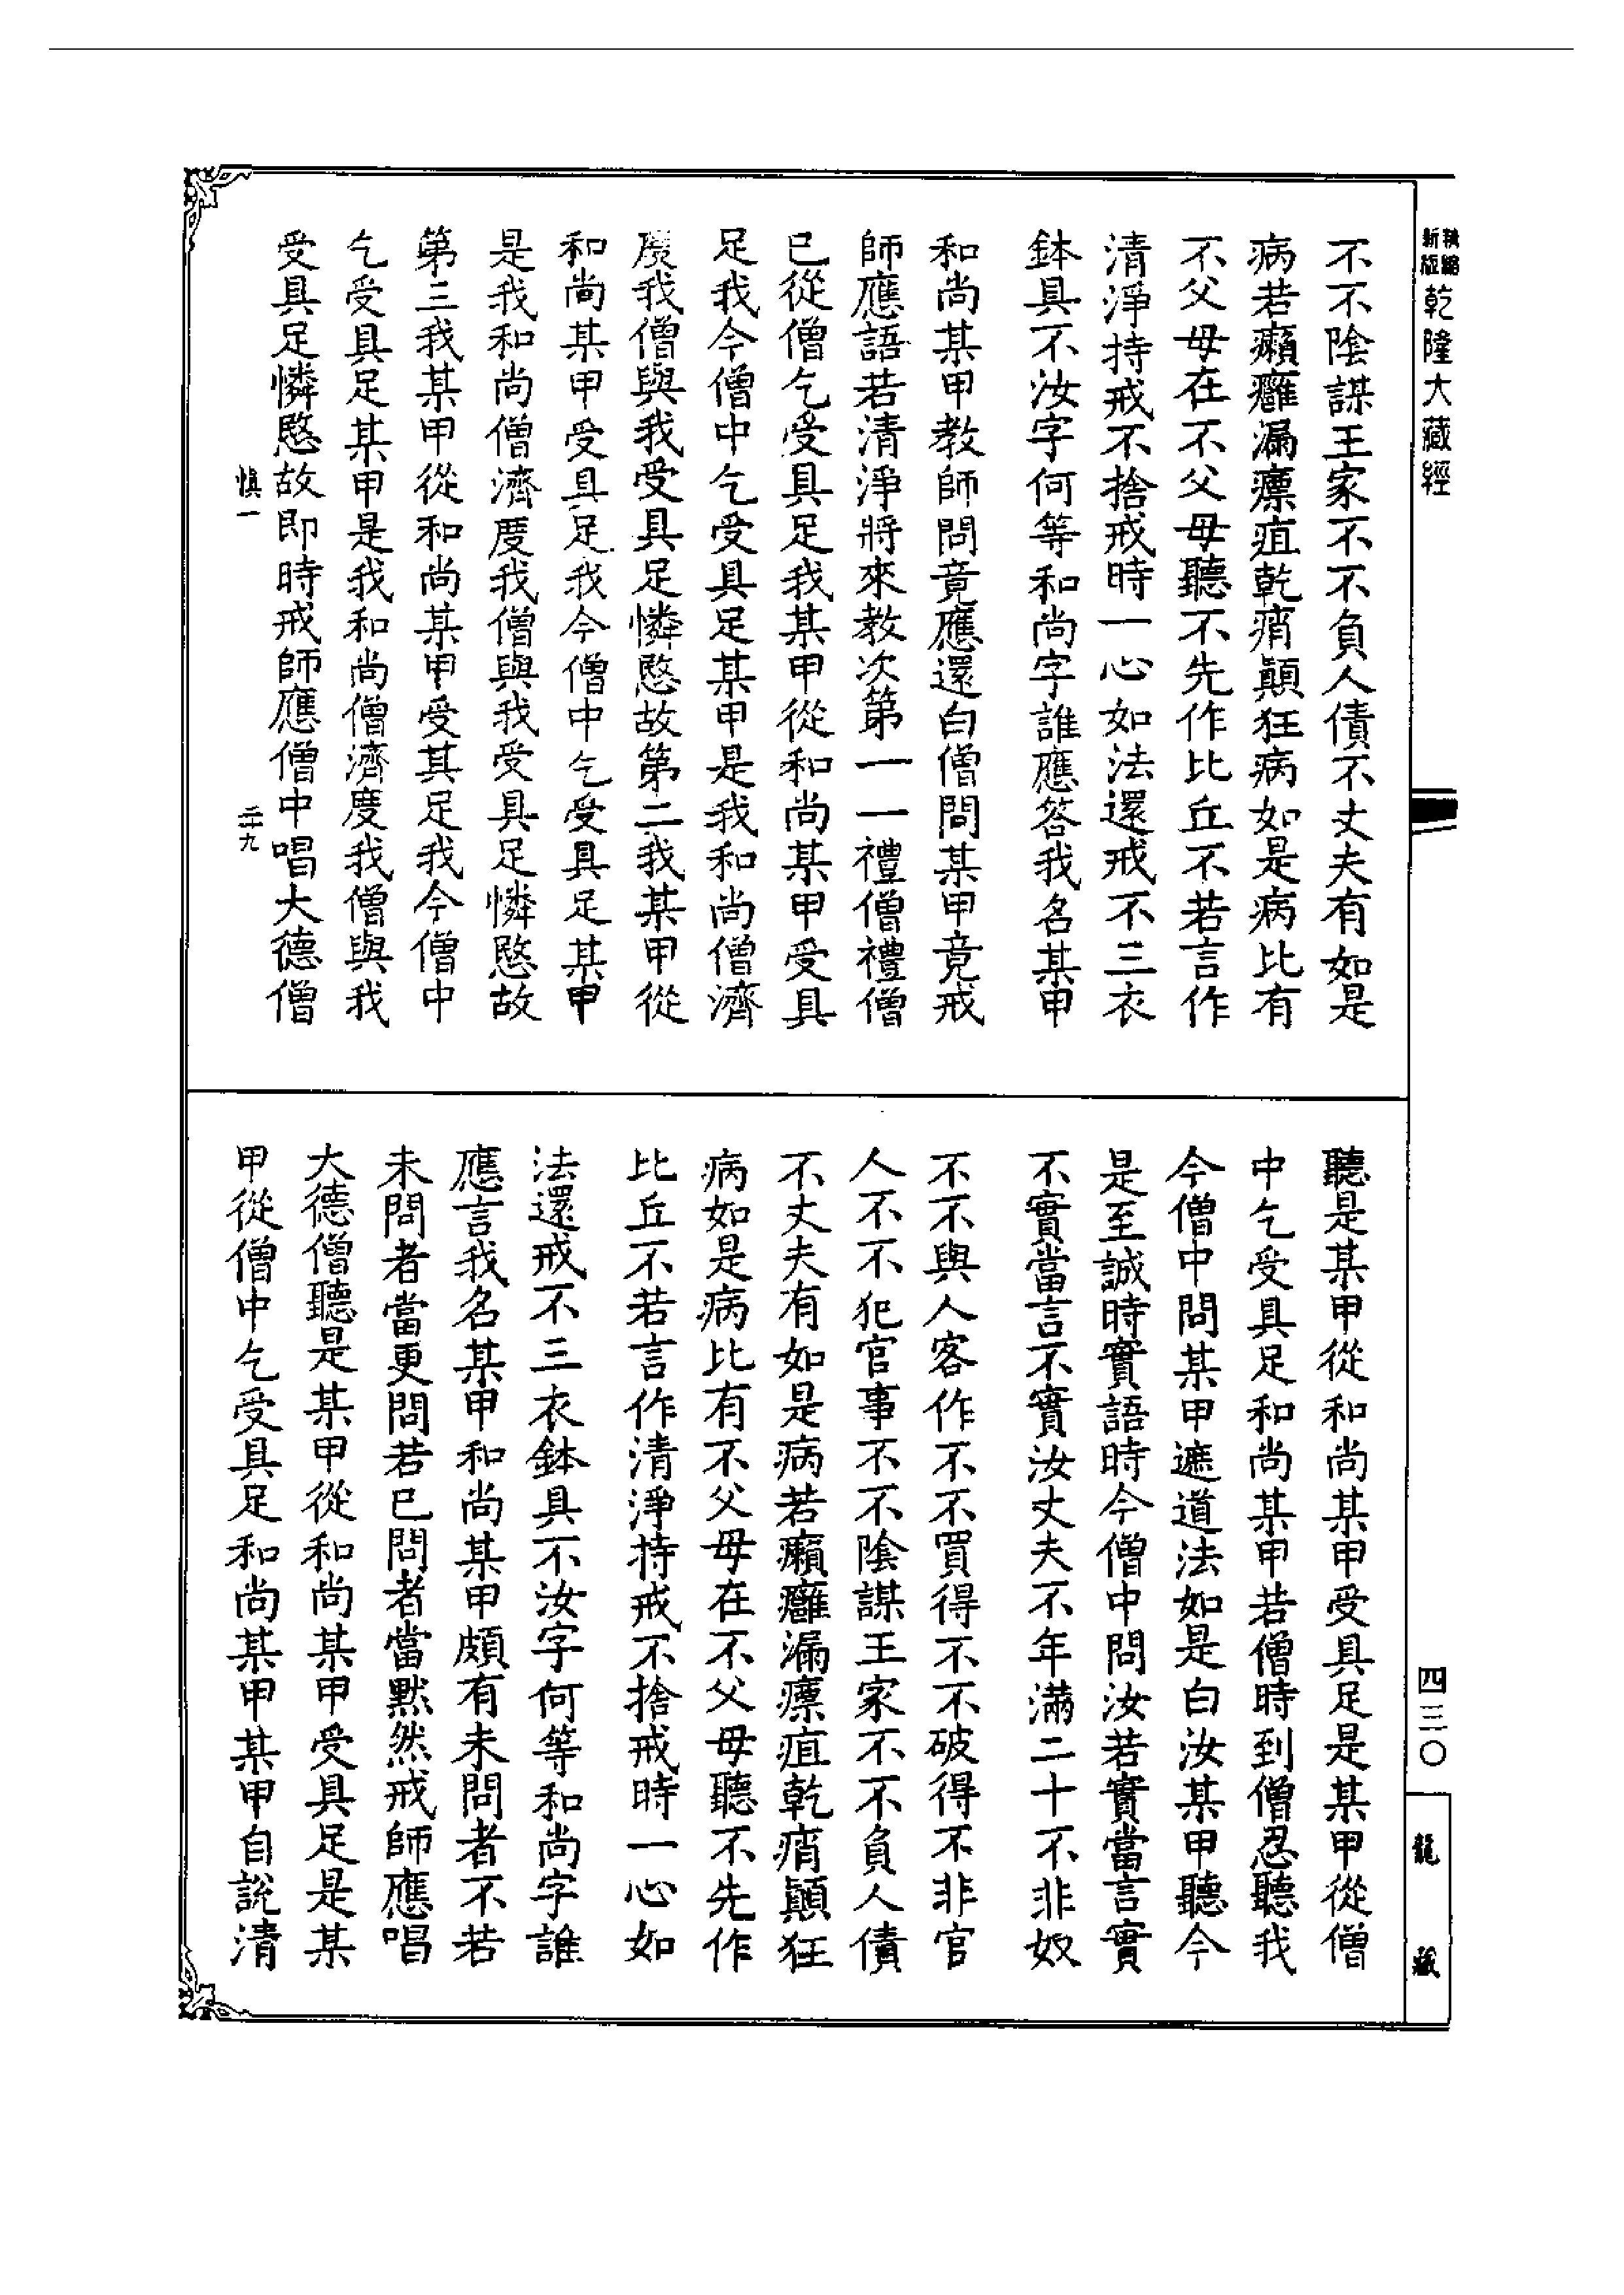 新版 精縮 乾隆大藏經
不不陰謀王家不不負人債不丈夫有如是
病若癩癰漏瘭疽乾痟顛狂病如是病比有
不父母在不父母聽不先作比丘不若言作
清淨持戒不捨戒時一心如法還戒不三衣
鉢具不汝字何等和尚字誰應答我名某甲
和尚某甲教師問竟應還白僧問某甲竟戒
師應語若清淨將來教次第一一禮僧禮僧
已從僧乞受具足我某甲從和尚某甲受具
足我今僧中乞受具足某甲是我和尚僧濟
度我僧與我受具足憐愍故第二我某甲從
和尚某甲受具足我今僧中乞受具足某甲
是我和尚僧濟度我僧與我受具足憐愍故
第三我某甲從和尚某甲受其足我今僧中
乞受具足某甲是我和尚僧濟度我僧與我
受具足憐愍故即時戒師應僧中唱大德僧
慎一
聽是某甲從和尚某甲受具足是某甲從僧
中乞受具足和尚某甲若僧時到僧忍聽我
今僧中問某甲遮道法如是白汝某甲聽今
是至誠時實語時今僧中問汝若實當言實
不實當言不實汝丈夫不年滿二十不非奴
不不與人客作不不買得不不破得不非官
人不不犯官事不不陰謀王家不不負人債
不丈夫有如是病若癩癰漏瘭疽乾痟顛狂
病如是病比有不父母在不父母聽不先作
比丘不若言作清淨持戒不捨戒時一心如
法還戒不三衣鉢具不汝字何等和尚字誰
應言我名某甲和尚某甲頗有未問者不若
未問者當更問若已問者當默然戒師應唱
大德僧聽是某甲從和尚某甲受具足是某
甲從僧中乞受具足和尚某甲某甲自說清
四三〇
龍藏